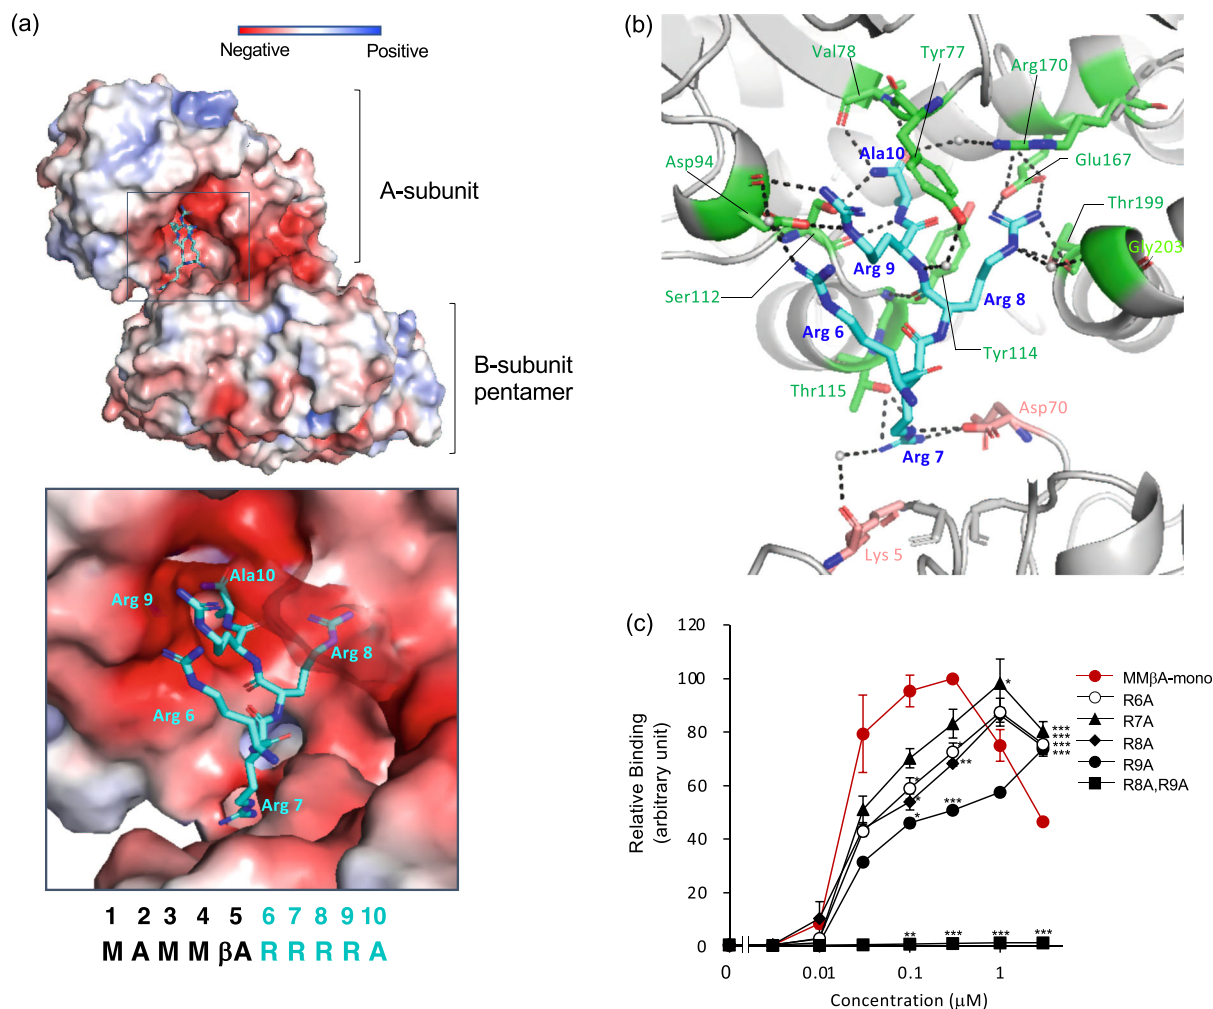 (a)
Negative
Positive
A-subunit
B-subunit
pentamer
Ala10
Arg 9
Arg 8
Arg 6
Arg 7
1 2 3 4 5 6 7 8 9 10
M A M M βA R R R R A
(b)
Val78
Tyr77
Arg170
Asp94
Ala10
Glu167
Thr199
Gly203
Arg 9
Ser112
Arg 8
Arg 6
Tyr114
Thr115
Asp70
Arg 7
Lys 5
(c)
120
100
80
60
40
20
0
Relative Binding
(arbitrary unit)
0
0.01
0.1
1
Concentration (μM)
*
***
***
***
***
*
**
*
*
***
**
***
***
***
*
MMβA-mono
R6A
R7A
R8A
R9A
R8A,R9A